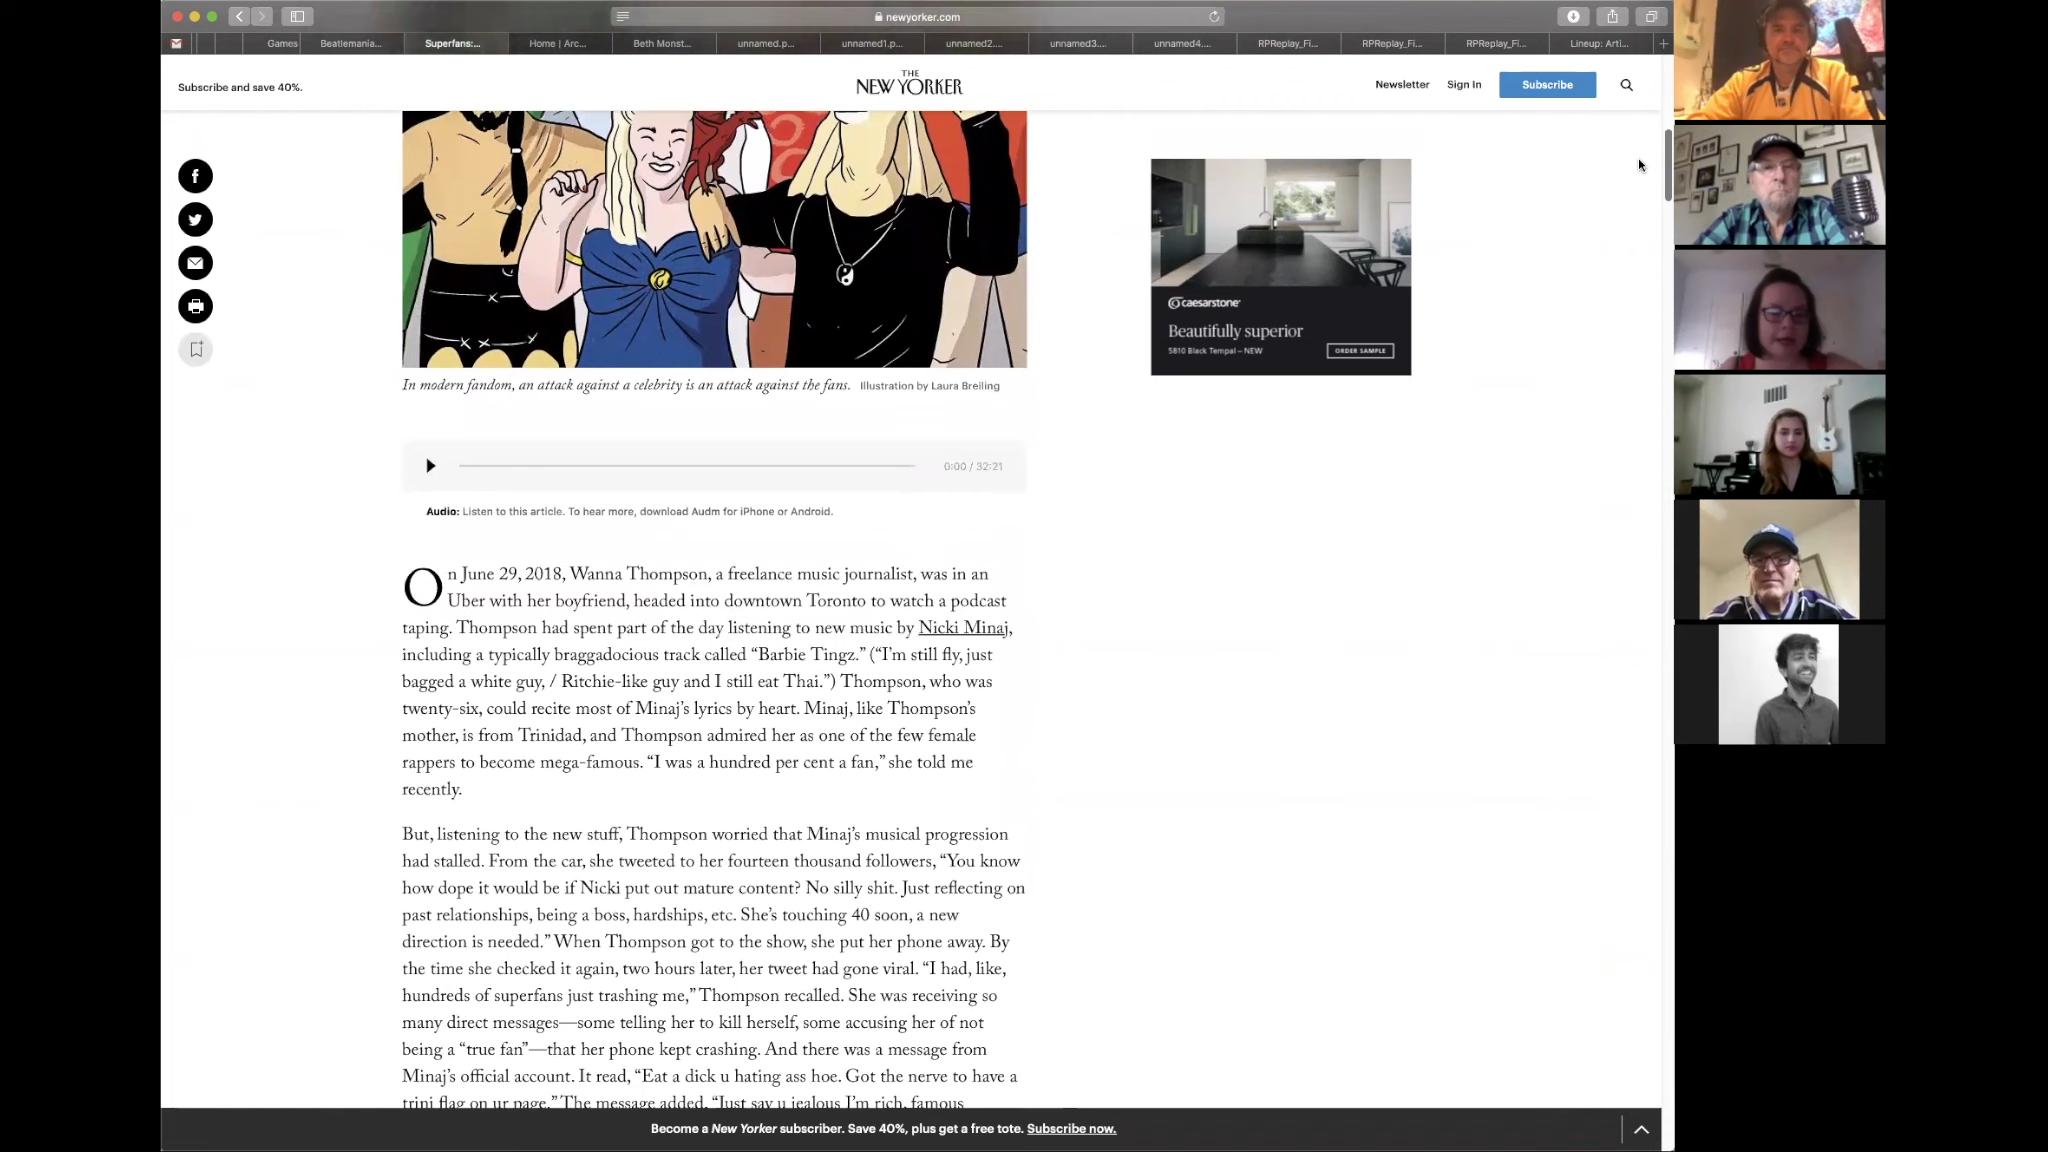 newyorker.com
Games
Beatlemania...
Superfans:...
Home | Arc...
Beth Monst...
unnamed.p...
unnamed1.p...
unnamed2....
unnamed3....
unnamed4....
RPReplay_Fi...
RPReplay_Fi...
RPReplay_Fi...
Lineup: Arti...
Subscribe and save 40%.
THE
NEW YORKER
Newsletter
Sign In
Subscribe
caesarstone
Beautifully superior
5810 Black Tempal – NEW
ORDER SAMPLE
In modern fandom, an attack against a celebrity is an attack against the fans. Illustration by Laura Breiling
0:00 / 32:21
Audio: Listen to this article. To hear more, download Audm for iPhone or Android.
On June 29, 2018, Wanna Thompson, a freelance music journalist, was in an
Uber with her boyfriend, headed into downtown Toronto to watch a podcast
taping. Thompson had spent part of the day listening to new music by Nicki Minaj,
including a typically braggadocious track called “Barbie Tingz.” (“I’m still fly, just
bagged a white guy, / Ritchie-like guy and I still eat Thai.”) Thompson, who was
twenty-six, could recite most of Minaj’s lyrics by heart. Minaj, like Thompson’s
mother, is from Trinidad, and Thompson admired her as one of the few female
rappers to become mega-famous. “I was a hundred per cent a fan,” she told me
recently.
But, listening to the new stuff, Thompson worried that Minaj’s musical progression
had stalled. From the car, she tweeted to her fourteen thousand followers, “You know
how dope it would be if Nicki put out mature content? No silly shit. Just reflecting on
past relationships, being a boss, hardships, etc. She’s touching 40 soon, a new
direction is needed.” When Thompson got to the show, she put her phone away. By
the time she checked it again, two hours later, her tweet had gone viral. “I had, like,
hundreds of superfans just trashing me,” Thompson recalled. She was receiving so
many direct messages—some telling her to kill herself, some accusing her of not
being a “true fan”—that her phone kept crashing. And there was a message from
Minaj’s official account. It read, “Eat a dick u hating ass hoe. Got the nerve to have a
trini flag on ur page.” The message added, “Just say u jealous I’m rich, famous
Become a New Yorker subscriber. Save 40%, plus get a free tote. Subscribe now.